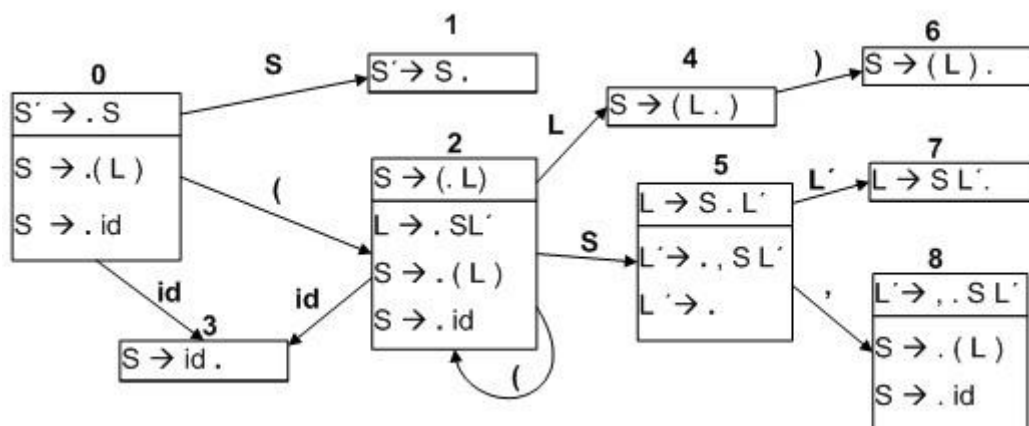 0
S´ → . S
S → .( L )
S → . id
S
1
S´ → S .
(
id
id
3
S → id .
2
S → (. L)
L → . SL´
S → . ( L )
S → . id
(
L
4
S → ( L . )
)
6
S → ( L ) .
S
5
L → S . L´
L´ → . , S L´
L´ → .
L´
7
L → S L´.
,
8
L´ → , . S L´
S → . ( L )
S → . id